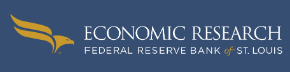 ECONOMIC RESEARCH
FEDERAL RESERVE BANK of ST. LOUIS